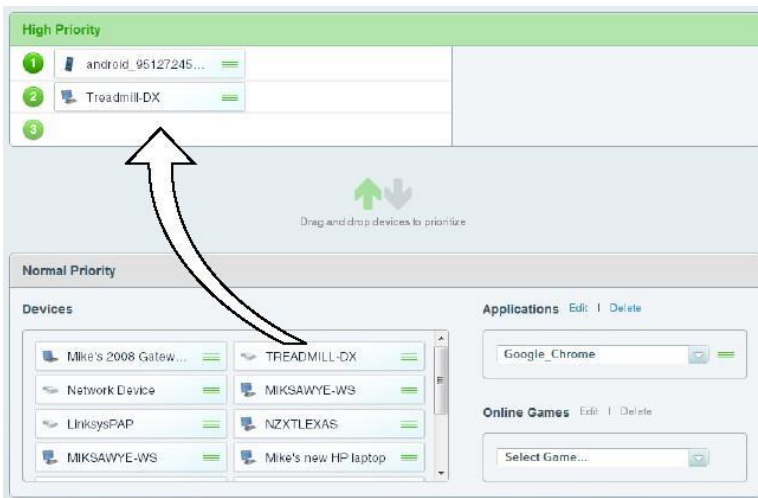 High Priority
1 android_95127245...
2 Treadmill-DX
3
Drag and drop devices to prioritize
Normal Priority
Devices
Mike's 2008 Gatew...
TREADMILL-DX
Network Device
MIKSAWYE-WS
LinksysPAP
NZXTLEXAS
MIKSAWYE-WS
Mike's new HP laptop
Applications Edit | Delete
Google_Chrome
Online Games Edit | Delete
Select Game...